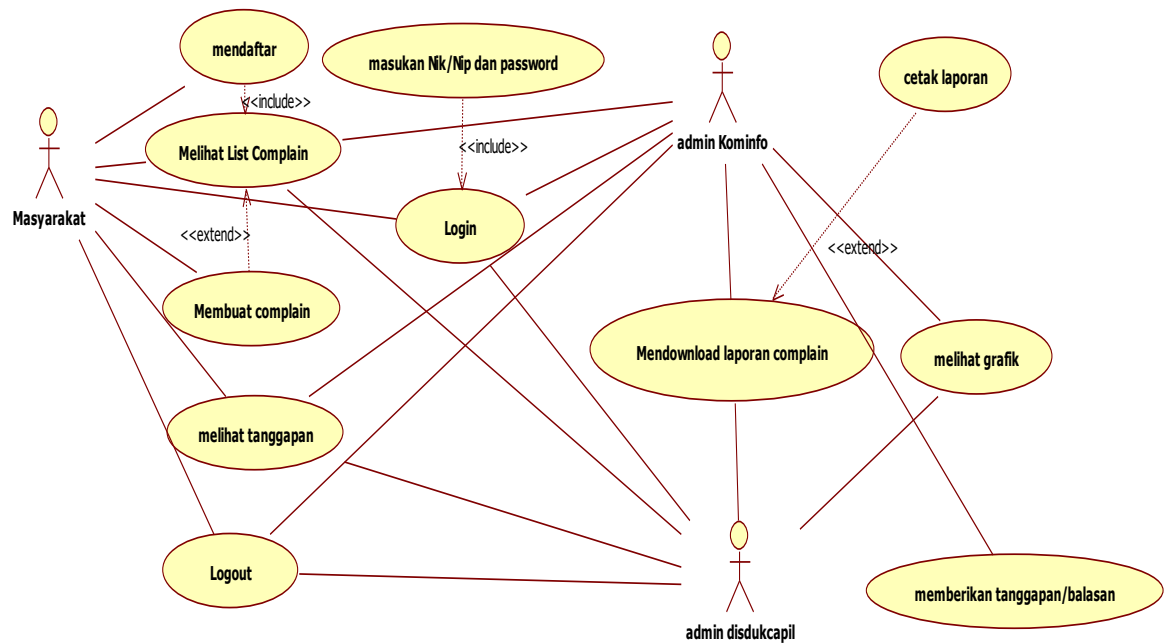 mendaftar
masukan Nik/Nip dan password
cetak laporan
<<include>>
Melihat List Complain
<<include>>
admin Kominfo
Masyarakat
Login
<<extend>>
<<extend>>
Membuat complain
Mendownload laporan complain
melihat grafik
melihat tanggapan
Logout
memberikan tanggapan/balasan
admin disdukcapil